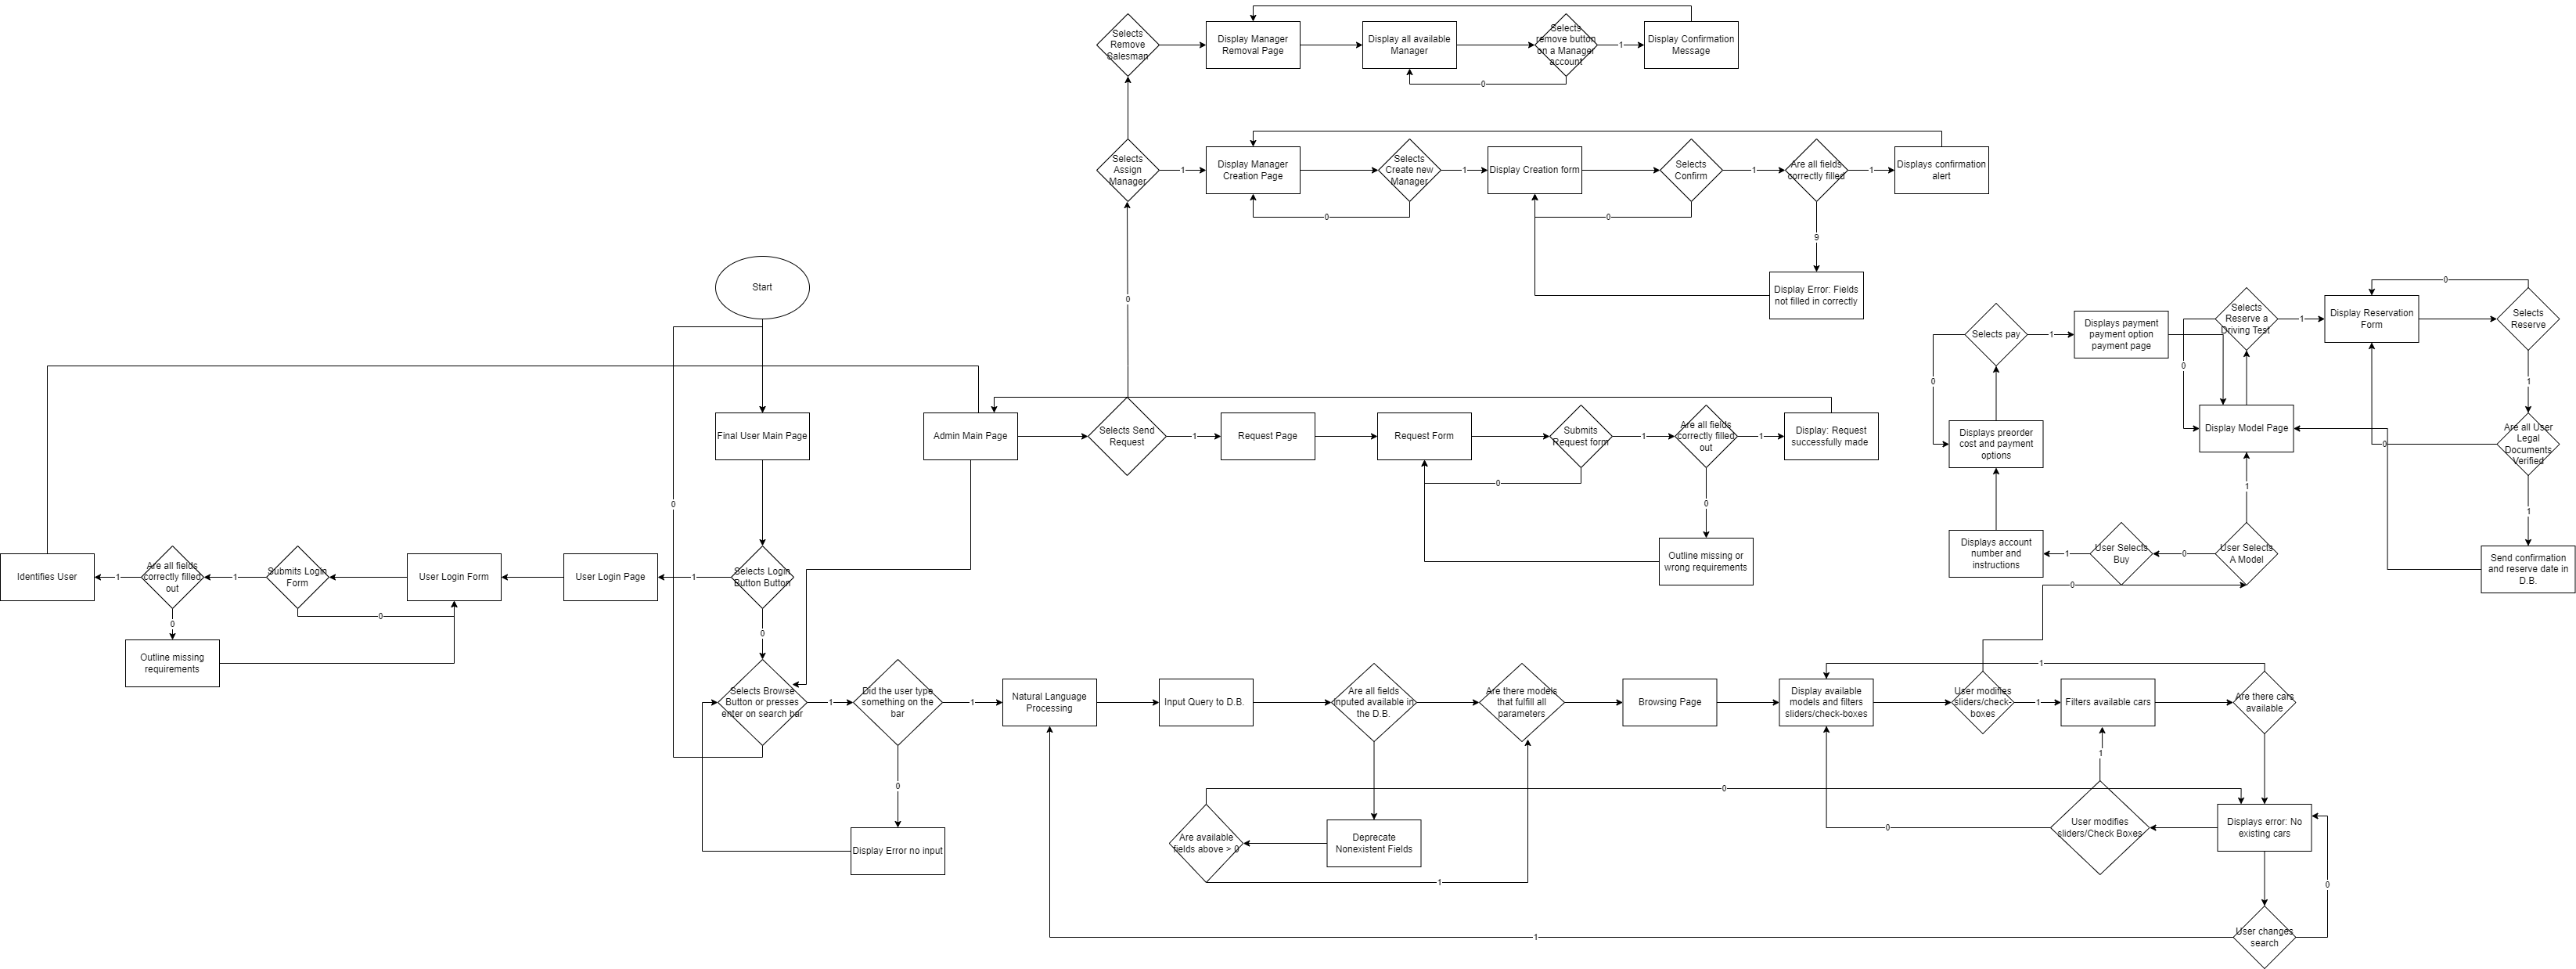 Selects
Remove
Salesman
Display Manager
Removal Page
Display all available
Manager
Selects
remove button
on a Manager
account
1
Display Confirmation
Message
0
Selects
Assign
Manager
1
Display Manager
Creation Page
Selects
Create new
Manager
1
Display Creation form
Selects
Confirm
1
Are all fields
correctly filled
1
Displays confirmation
alert
0
0
9
Display Error: Fields
not filled in correctly
Start
0
0
Selects pay
1
Displays payment
payment option
payment page
Selects
Reserve a
Driving Test
1
Display Reservation
Form
Selects
Reserve
0
0
1
Final User Main Page
Admin Main Page
Selects Send
Request
1
Request Page
Request Form
Submits
Request form
1
Are all fields
correctly filled
out
1
Display: Request
successfully made
0
0
Displays preorder
cost and payment
options
Display Model Page
0
Are all User
Legal
Documents
Verified
1
1
0
Identifies User
1
Are all fields
correctly filled
out
1
Submits Login
Form
User Login Form
User Login Page
1
Selects Login
Button Button
0
0
0
Outline missing
requirements
Outline missing or
wrong requirements
Displays account
number and
instructions
1
User Selects
Buy
0
User Selects
A Model
Send confirmation
and reserve date in
D.B.
0
1
Selects Browse
Button or presses
enter on search bar
1
Did the user type
something on the
bar
1
Natural Language
Processing
Input Query to D.B.
Are all fields
inputed available in
the D.B.
Are there models
that fulfill all
parameters
Browsing Page
Display available
models and filters
sliders/check-boxes
User modifies
sliders/check-
boxes
1
Filters available cars
Are there cars
available
1
0
0
Display Error no input
Are available
fields above > 0
Deprecate
Nonexistent Fields
1
0
User modifies
sliders/Check Boxes
Displays error: No
existing cars
0
1
User changes
search